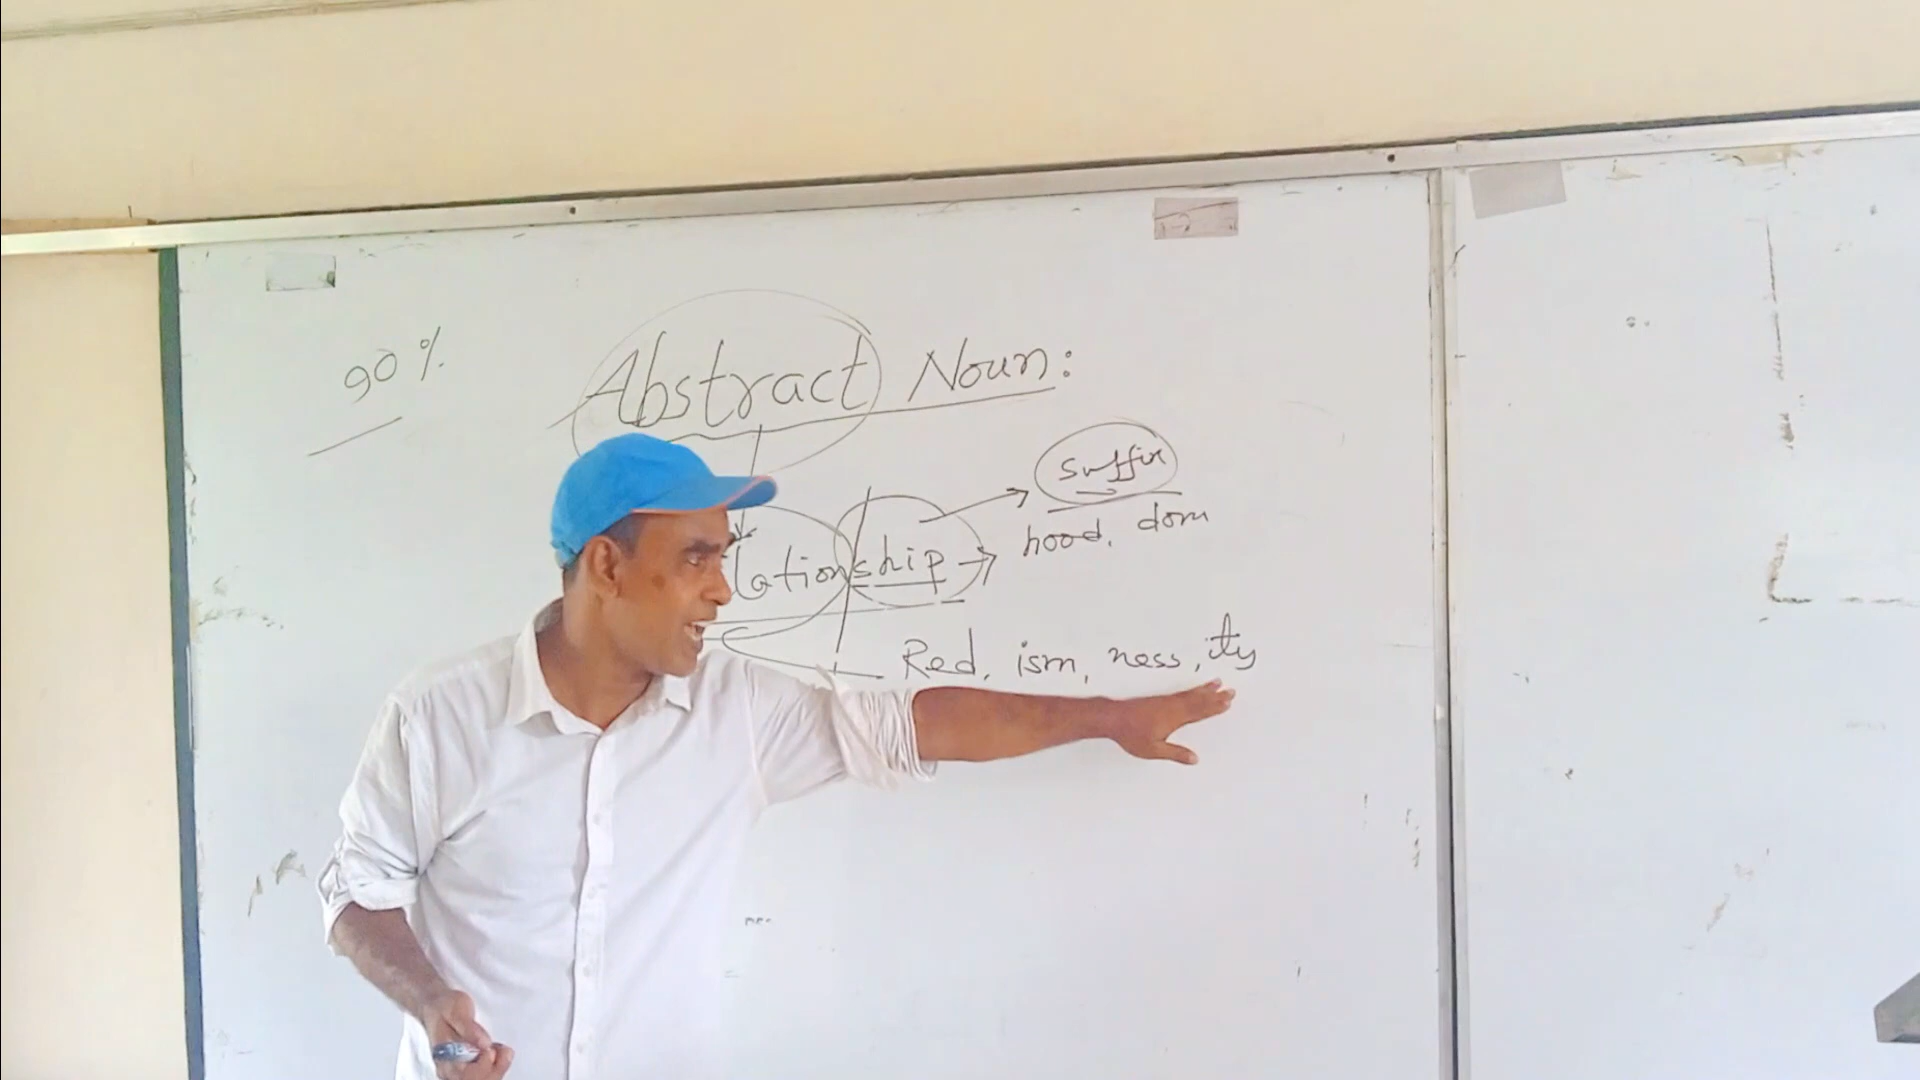 90%
Abstract Noun:
suffix
hood, dom
lationship
Red, ism, ness, ity